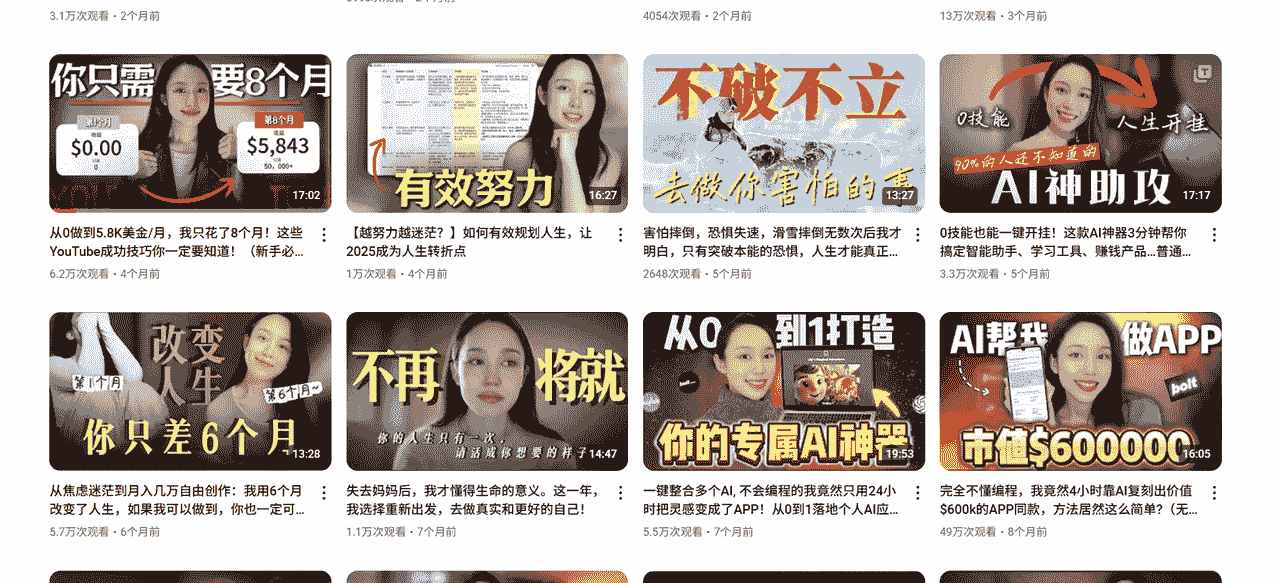 3.1万次观看・2个月前
4054次观看・2个月前
13万次观看・3个月前
你只需 要8个月
第1个月
收益
$0.00
0
第8个月
收益
$5,843
50,000+
17:02
有效努力
16:27
不破不立
去做你害怕的事
13:27
0技能
人生开挂
90%的人还不知道的
AI神助攻
17:17
从0做到5.8K美金/月，我只花了8个月！这些
YouTube成功技巧你一定要知道！（新手必...
6.2万次观看・4个月前
【越努力越迷茫？】如何有效规划人生，让
2025成为人生转折点
1万次观看・4个月前
害怕摔倒，恐惧失速，滑雪摔倒无数次后我才
明白，只有突破本能的恐惧，人生才能真正...
2648次观看・5个月前
0技能也能一键开挂！这款AI神器3分钟帮你
搞定智能助手、学习工具、赚钱产品...普通...
3.3万次观看・5个月前
改变
人生
第1个月
第6个月~
你只差6个月
13:28
不再 将就
你的人生只有一次，
请活成你想要的样子
14:47
从0 到1打造
你的专属AI神器
19:53
AI帮我 做APP
bolt
市值$600000
16:05
从焦虑迷茫到月入几万自由创作：我用6个月
改变了人生，如果我可以做到，你也一定可...
5.7万次观看・6个月前
失去妈妈后，我才懂得生命的意义。这一年，
我选择重新出发，去做真实和更好的自己！
1.1万次观看・7个月前
一键整合多个AI, 不会编程的我竟然只用24小
时把灵感变成了APP！从0到1落地个人AI应...
5.5万次观看・7个月前
完全不懂编程，我竟然4小时靠AI复刻出价值
$600k的APP同款，方法居然这么简单?（无...
49万次观看・8个月前